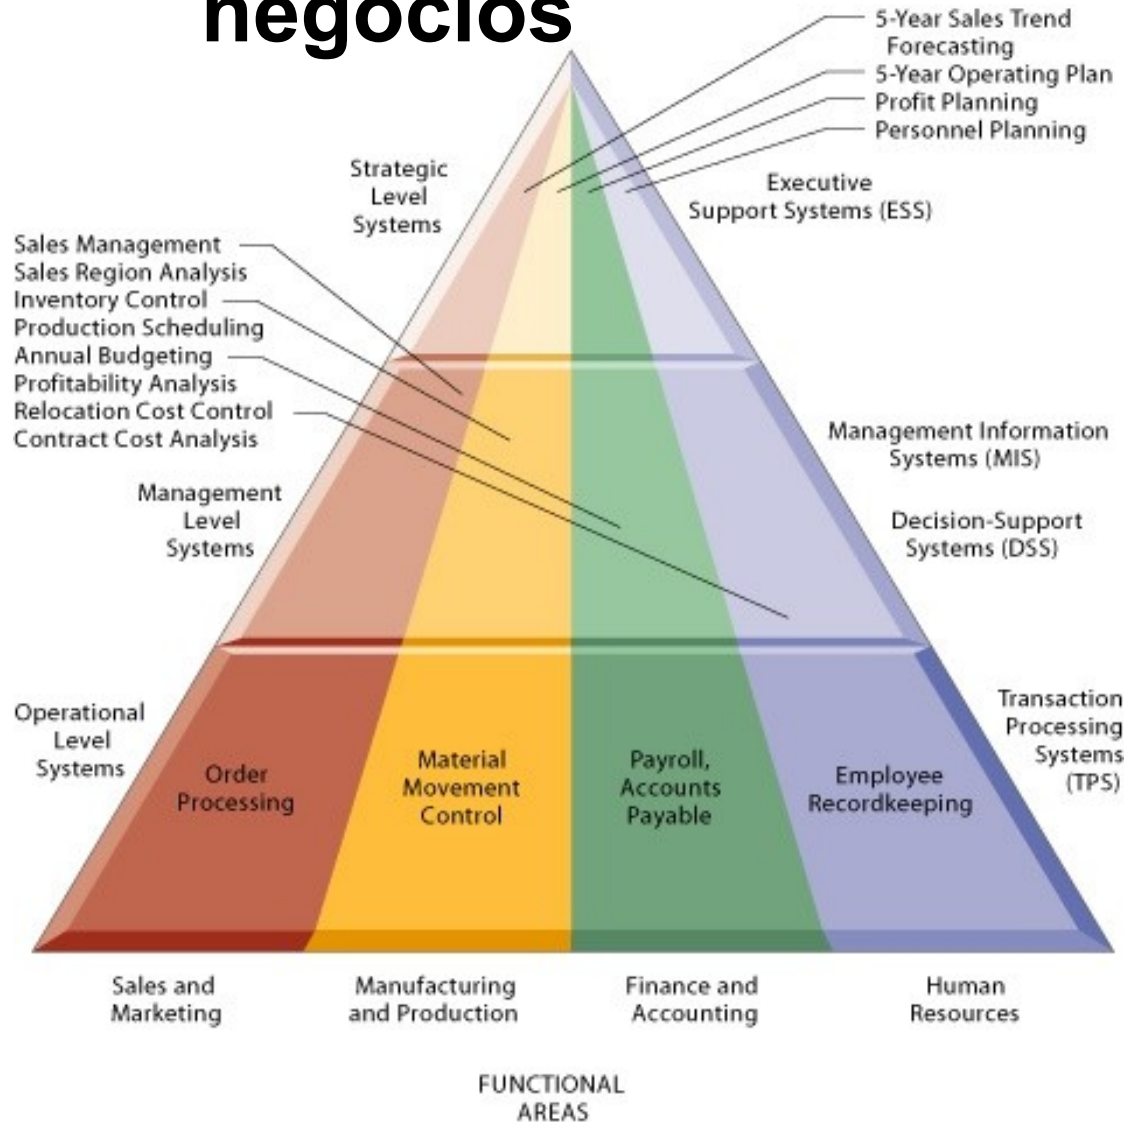 negocios
5-Year Sales Trend
Forecasting
5-Year Operating Plan
Profit Planning
Personnel Planning
Strategic
Level
Systems
Executive
Support Systems (ESS)
Sales Management
Sales Region Analysis
Inventory Control
Production Scheduling
Annual Budgeting
Profitability Analysis
Relocation Cost Control
Contract Cost Analysis
Management
Level
Systems
Management Information
Systems (MIS)
Decision-Support
Systems (DSS)
Operational
Level
Systems
Order
Processing
Material
Movement
Control
Payroll,
Accounts
Payable
Employee
Recordkeeping
Transaction
Processing
Systems
(TPS)
Sales and
Marketing
Manufacturing
and Production
Finance and
Accounting
Human
Resources
FUNCTIONAL
AREAS